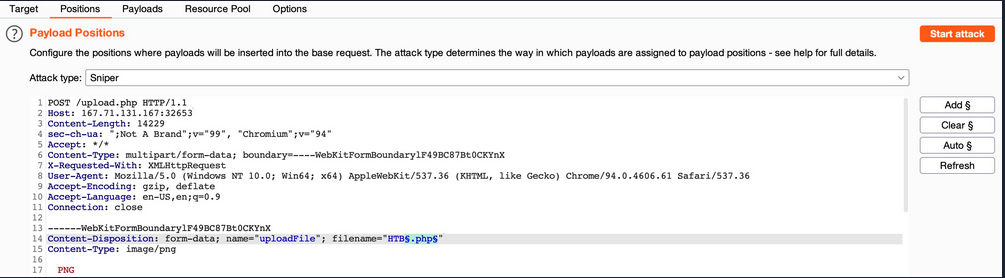 Target Positions Payloads Resource Pool Options
? Payload Positions Start attack
Configure the positions where payloads will be inserted into the base request. The attack type determines the way in which payloads are assigned to payload positions - see help for full details.
Attack type: Sniper
1 POST /upload.php HTTP/1.1 Add §
2 Host: 167.71.131.167:32653
3 Content-Length: 14229 Clear §
4 sec-ch-ua: ";Not A Brand";v="99", "Chromium";v="94"
5 Accept: */* Auto §
6 Content-Type: multipart/form-data; boundary=----WebKitFormBoundarylF49BC87Bt0CKYnX
7 X-Requested-With: XMLHttpRequest Refresh
8 User-Agent: Mozilla/5.0 (Windows NT 10.0; Win64; x64) AppleWebKit/537.36 (KHTML, like Gecko) Chrome/94.0.4606.61 Safari/537.36
9 Accept-Encoding: gzip, deflate
10 Accept-Language: en-US,en;q=0.9
11 Connection: close
12
13 ------WebKitFormBoundarylF49BC87Bt0CKYnX
14 Content-Disposition: form-data; name="uploadFile"; filename="HTB§.php§"
15 Content-Type: image/png
16
17 PNG